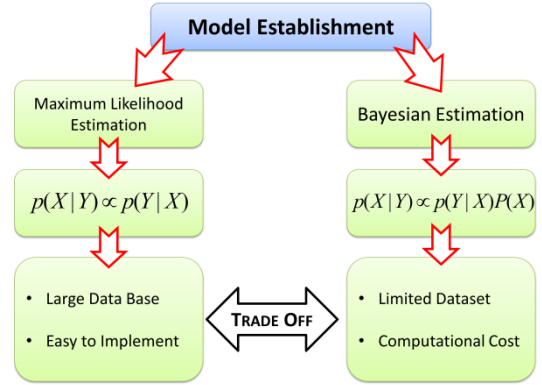 Model Establishment
Maximum Likelihood
Estimation
Bayesian Estimation
p(X|Y)∝p(Y|X)
p(X|Y)∝p(Y|X)P(X)
• Large Data Base
• Easy to Implement
TRADE OFF
• Limited Dataset
• Computational Cost